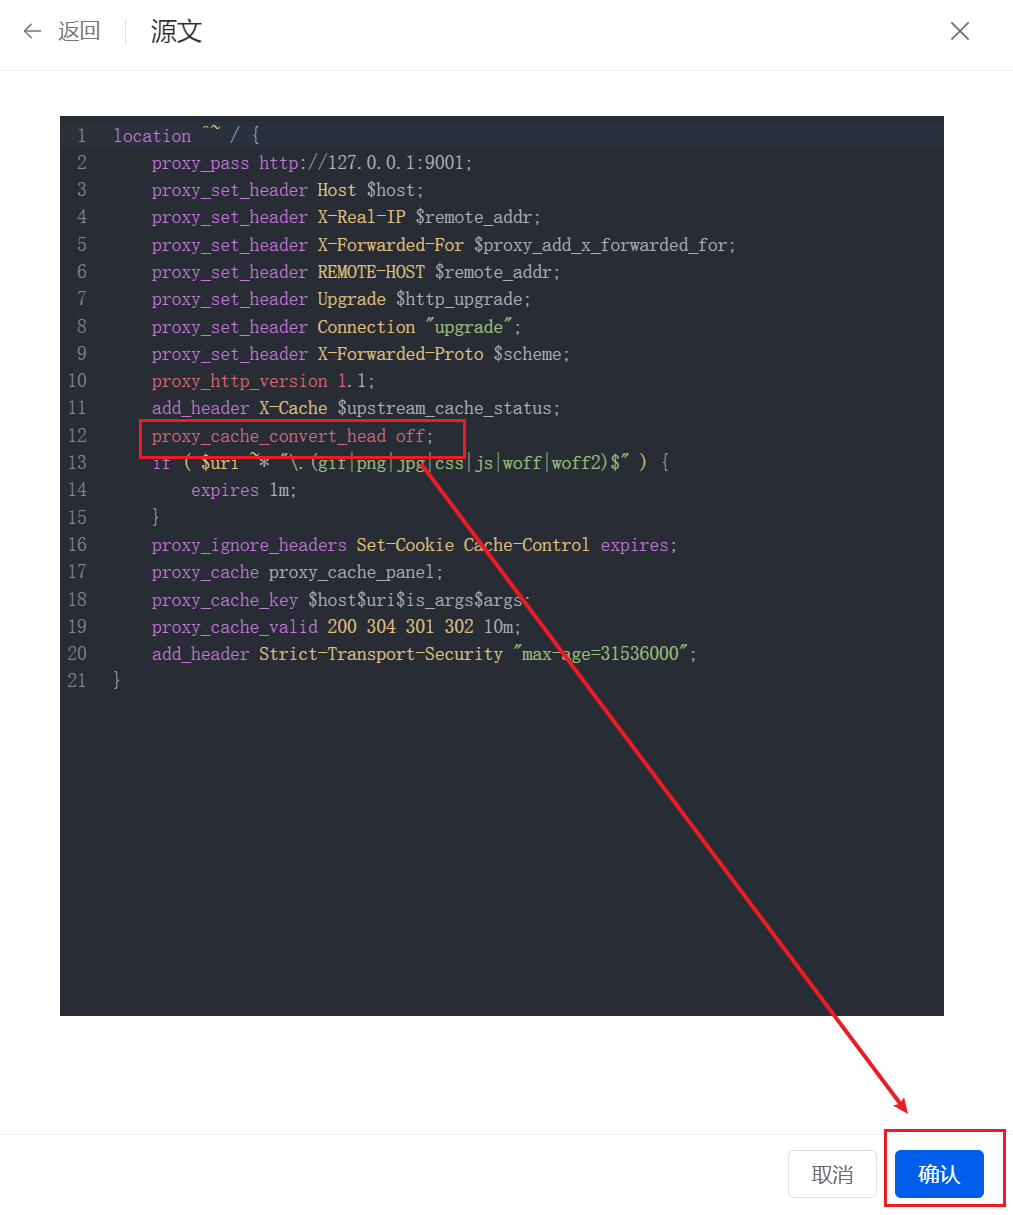 返回 源文
1 location ^~ / {
2 proxy_pass http://127.0.0.1:9001;
3 proxy_set_header Host $host;
4 proxy_set_header X-Real-IP $remote_addr;
5 proxy_set_header X-Forwarded-For $proxy_add_x_forwarded_for;
6 proxy_set_header REMOTE-HOST $remote_addr;
7 proxy_set_header Upgrade $http_upgrade;
8 proxy_set_header Connection "upgrade";
9 proxy_set_header X-Forwarded-Proto $scheme;
10 proxy_http_version 1.1;
11 add_header X-Cache $upstream_cache_status;
12 proxy_cache_convert_head off;
13 if ( $uri ~* "\.(gif|png|jpg|css|js|woff|woff2)$" ) {
14 expires 1m;
15 }
16 proxy_ignore_headers Set-Cookie Cache-Control expires;
17 proxy_cache proxy_cache_panel;
18 proxy_cache_key $host$uri$is_args$args;
19 proxy_cache_valid 200 304 301 302 10m;
20 add_header Strict-Transport-Security "max-age=31536000";
21 }
取消 确认